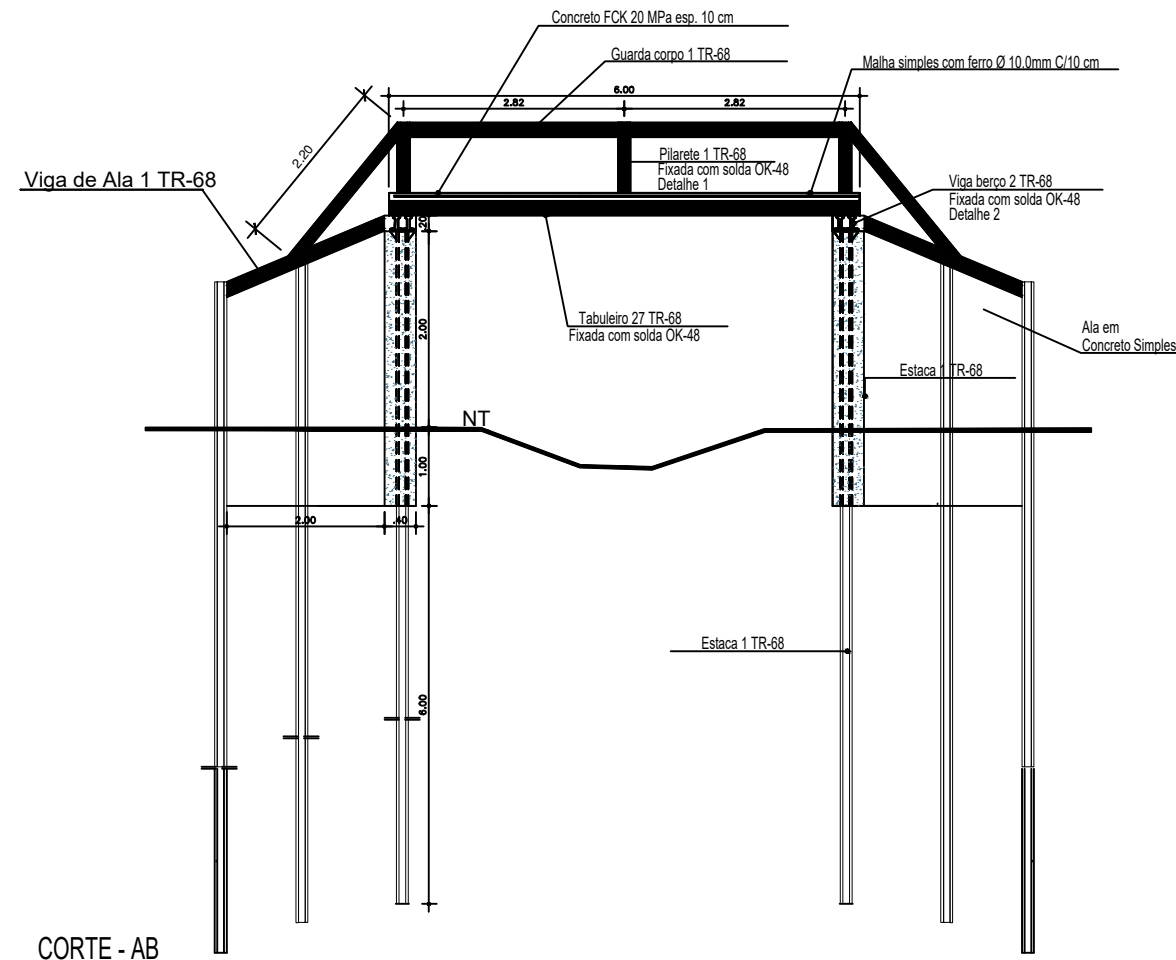 Concreto FCK 20 MPa esp. 10 cm
Guarda corpo 1 TR-68
Malha simples com ferro Ø 10.0mm C/10 cm
6.00
2.82
2.82
2.20
Viga de Ala 1 TR-68
Pilarete 1 TR-68
Fixada com solda OK-48
Detalhe 1
Viga berço 2 TR-68
Fixada com solda OK-48
Detalhe 2
.20
Tabuleiro 27 TR-68
Fixada com solda OK-48
2.00
Ala em
Concreto Simples
Estaca 1 TR-68
NT
1.00
2.00
.40
Estaca 1 TR-68
6.00
CORTE - AB